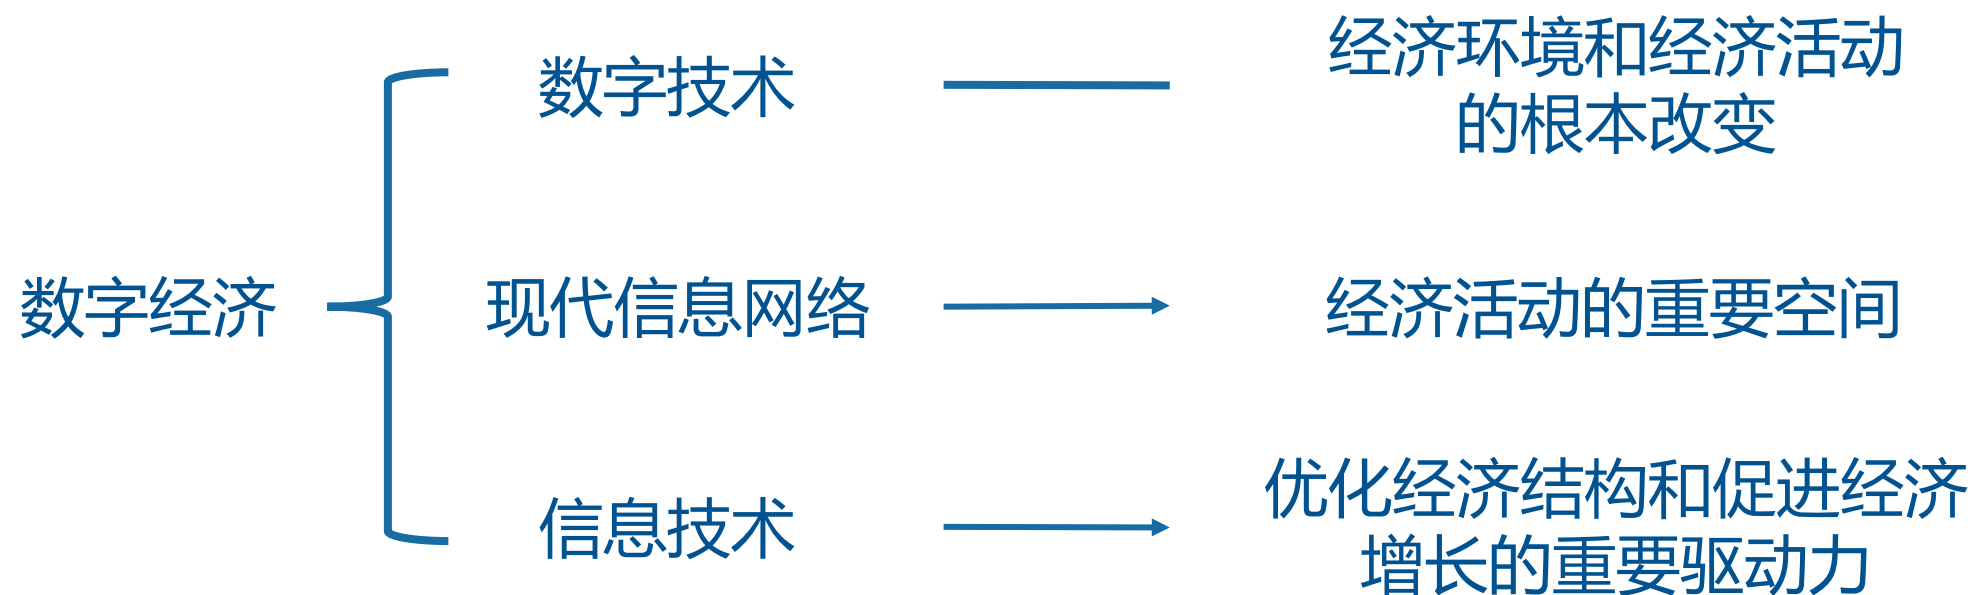 数字经济
数字技术
经济环境和经济活动
的根本改变
现代信息网络
经济活动的重要空间
信息技术
优化经济结构和促进经济
增长的重要驱动力